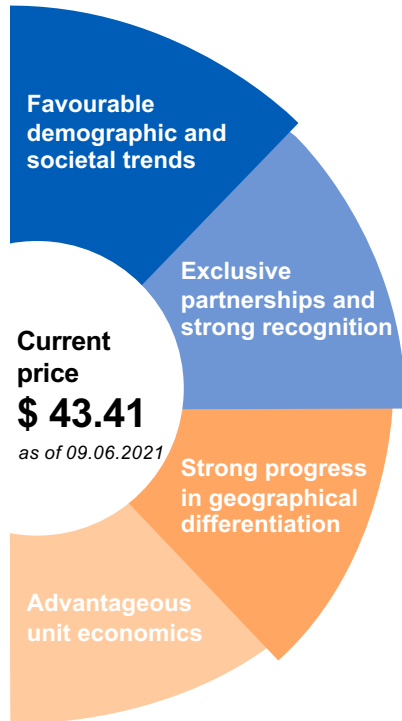 Favourable
demographic and
societal trends
Exclusive
partnerships and
strong recognition
Current
price
$ 43.41
as of 09.06.2021
Strong progress
in geographical
differentiation
Advantageous
unit economics